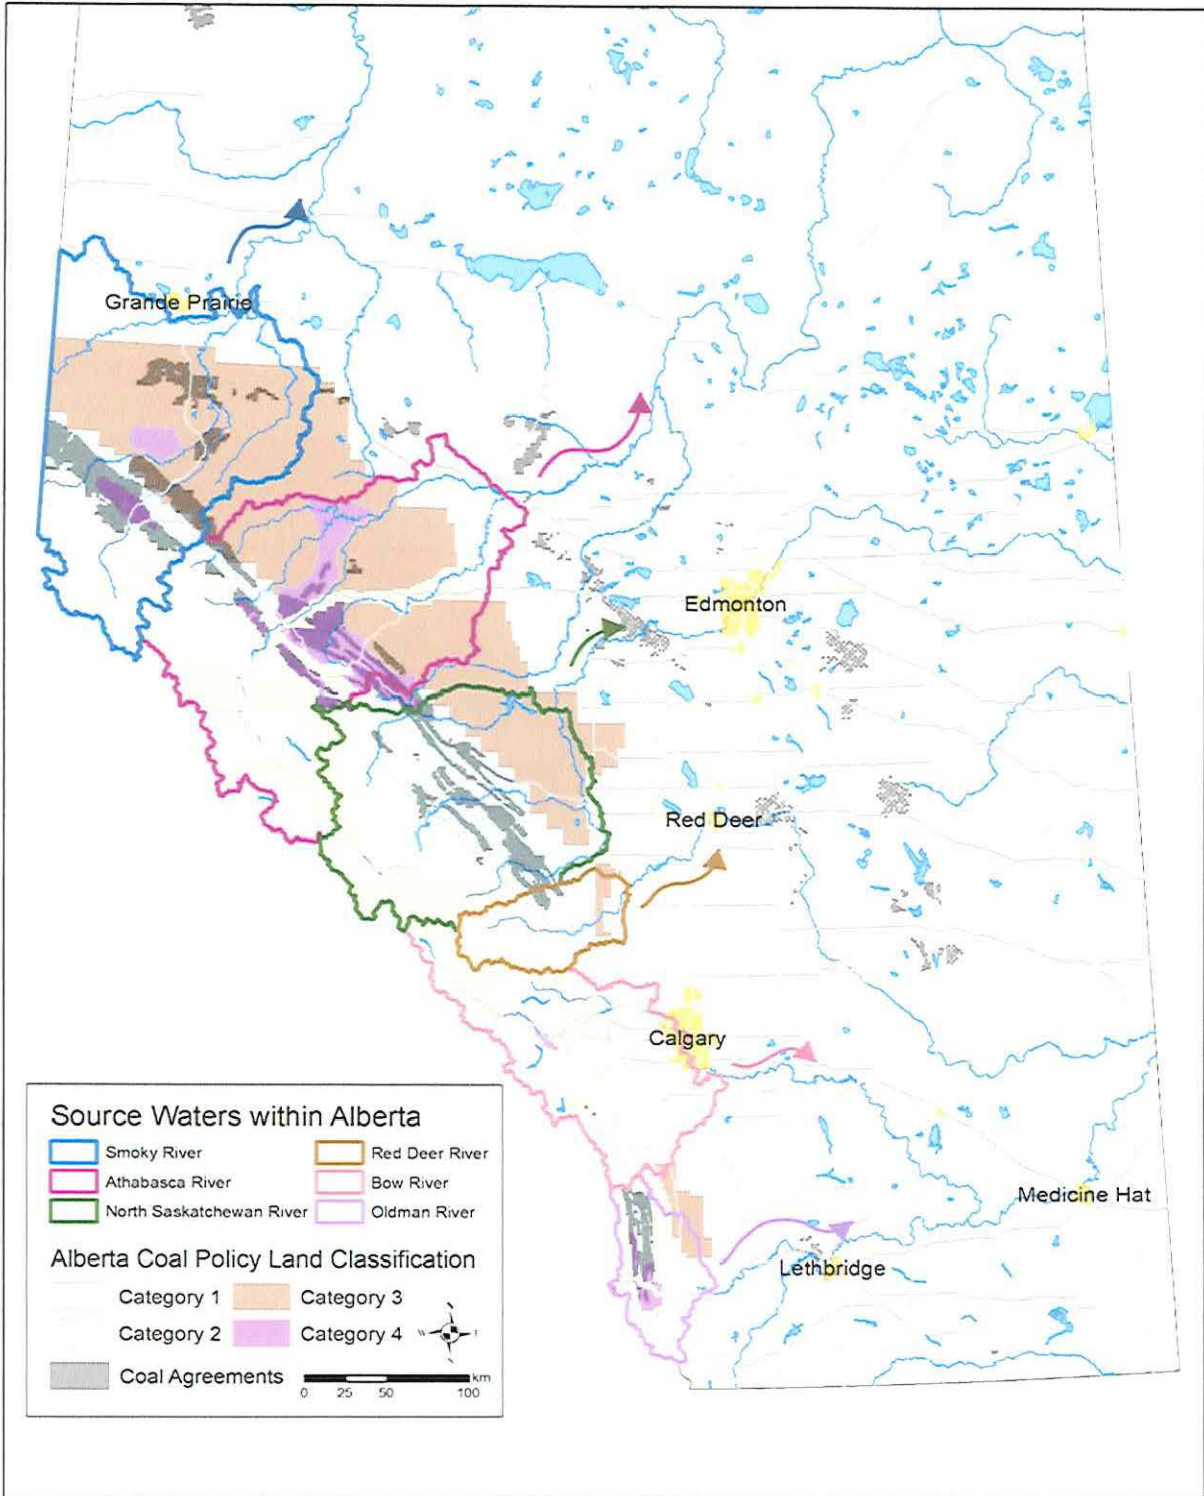 Grande Prairie
Edmonton
Red Deer
Calgary
Medicine Hat
Lethbridge
Source Waters within Alberta
Smoky River
Red Deer River
Athabasca River
Bow River
North Saskatchewan River
Oldman River
Alberta Coal Policy Land Classification
Category 1
Category 3
Category 2
Category 4
Coal Agreements
km
0 25 50 100